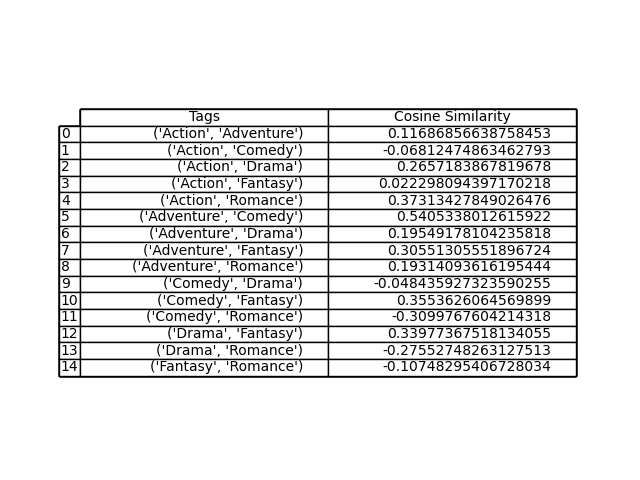 Tags Cosine Similarity
0 ('Action', 'Adventure') 0.11686856638758453
1 ('Action', 'Comedy') -0.06812474863462793
2 ('Action', 'Drama') 0.2657183867819678
3 ('Action', 'Fantasy') 0.022298094397170218
4 ('Action', 'Romance') 0.37313427849026476
5 ('Adventure', 'Comedy') 0.5405338012615922
6 ('Adventure', 'Drama') 0.19549178104235818
7 ('Adventure', 'Fantasy') 0.30551305551896724
8 ('Adventure', 'Romance') 0.19314093616195444
9 ('Comedy', 'Drama') -0.048435927323590255
10 ('Comedy', 'Fantasy') 0.3553626064569899
11 ('Comedy', 'Romance') -0.3099767604214318
12 ('Drama', 'Fantasy') 0.33977367518134055
13 ('Drama', 'Romance') -0.27552748263127513
14 ('Fantasy', 'Romance') -0.10748295406728034